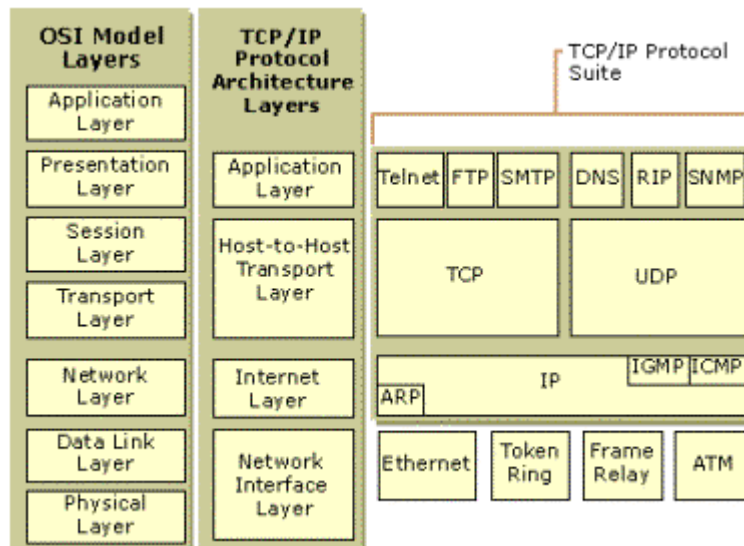 OSI Model
Layers
Application
Layer
Presentation
Layer
Session
Layer
Transport
Layer
Network
Layer
Data Link
Layer
Physical
Layer
TCP/IP
Protocol
Architecture
Layers
Application
Layer
Host-to-Host
Transport
Layer
Internet
Layer
Network
Interface
Layer
TCP/IP Protocol
Suite
Telnet
FTP
SMTP
DNS
RIP
SNMP
TCP
UDP
IP
IGMP
ICMP
ARP
Ethernet
Token
Ring
Frame
Relay
ATM